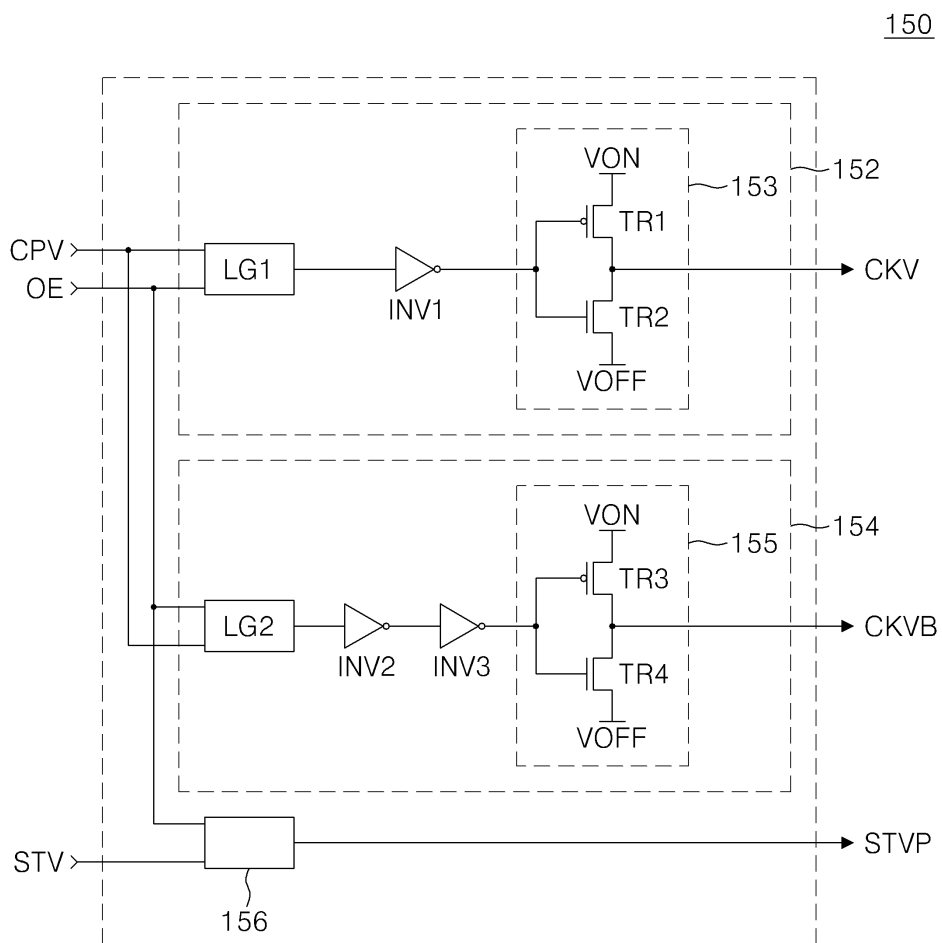 150
VON
152
153
TR1
CPV
LG1
CKV
OE
INV1
TR2
VOFF
VON
154
155
TR3
LG2
CKVB
INV2
INV3
TR4
VOFF
STV
STVP
156